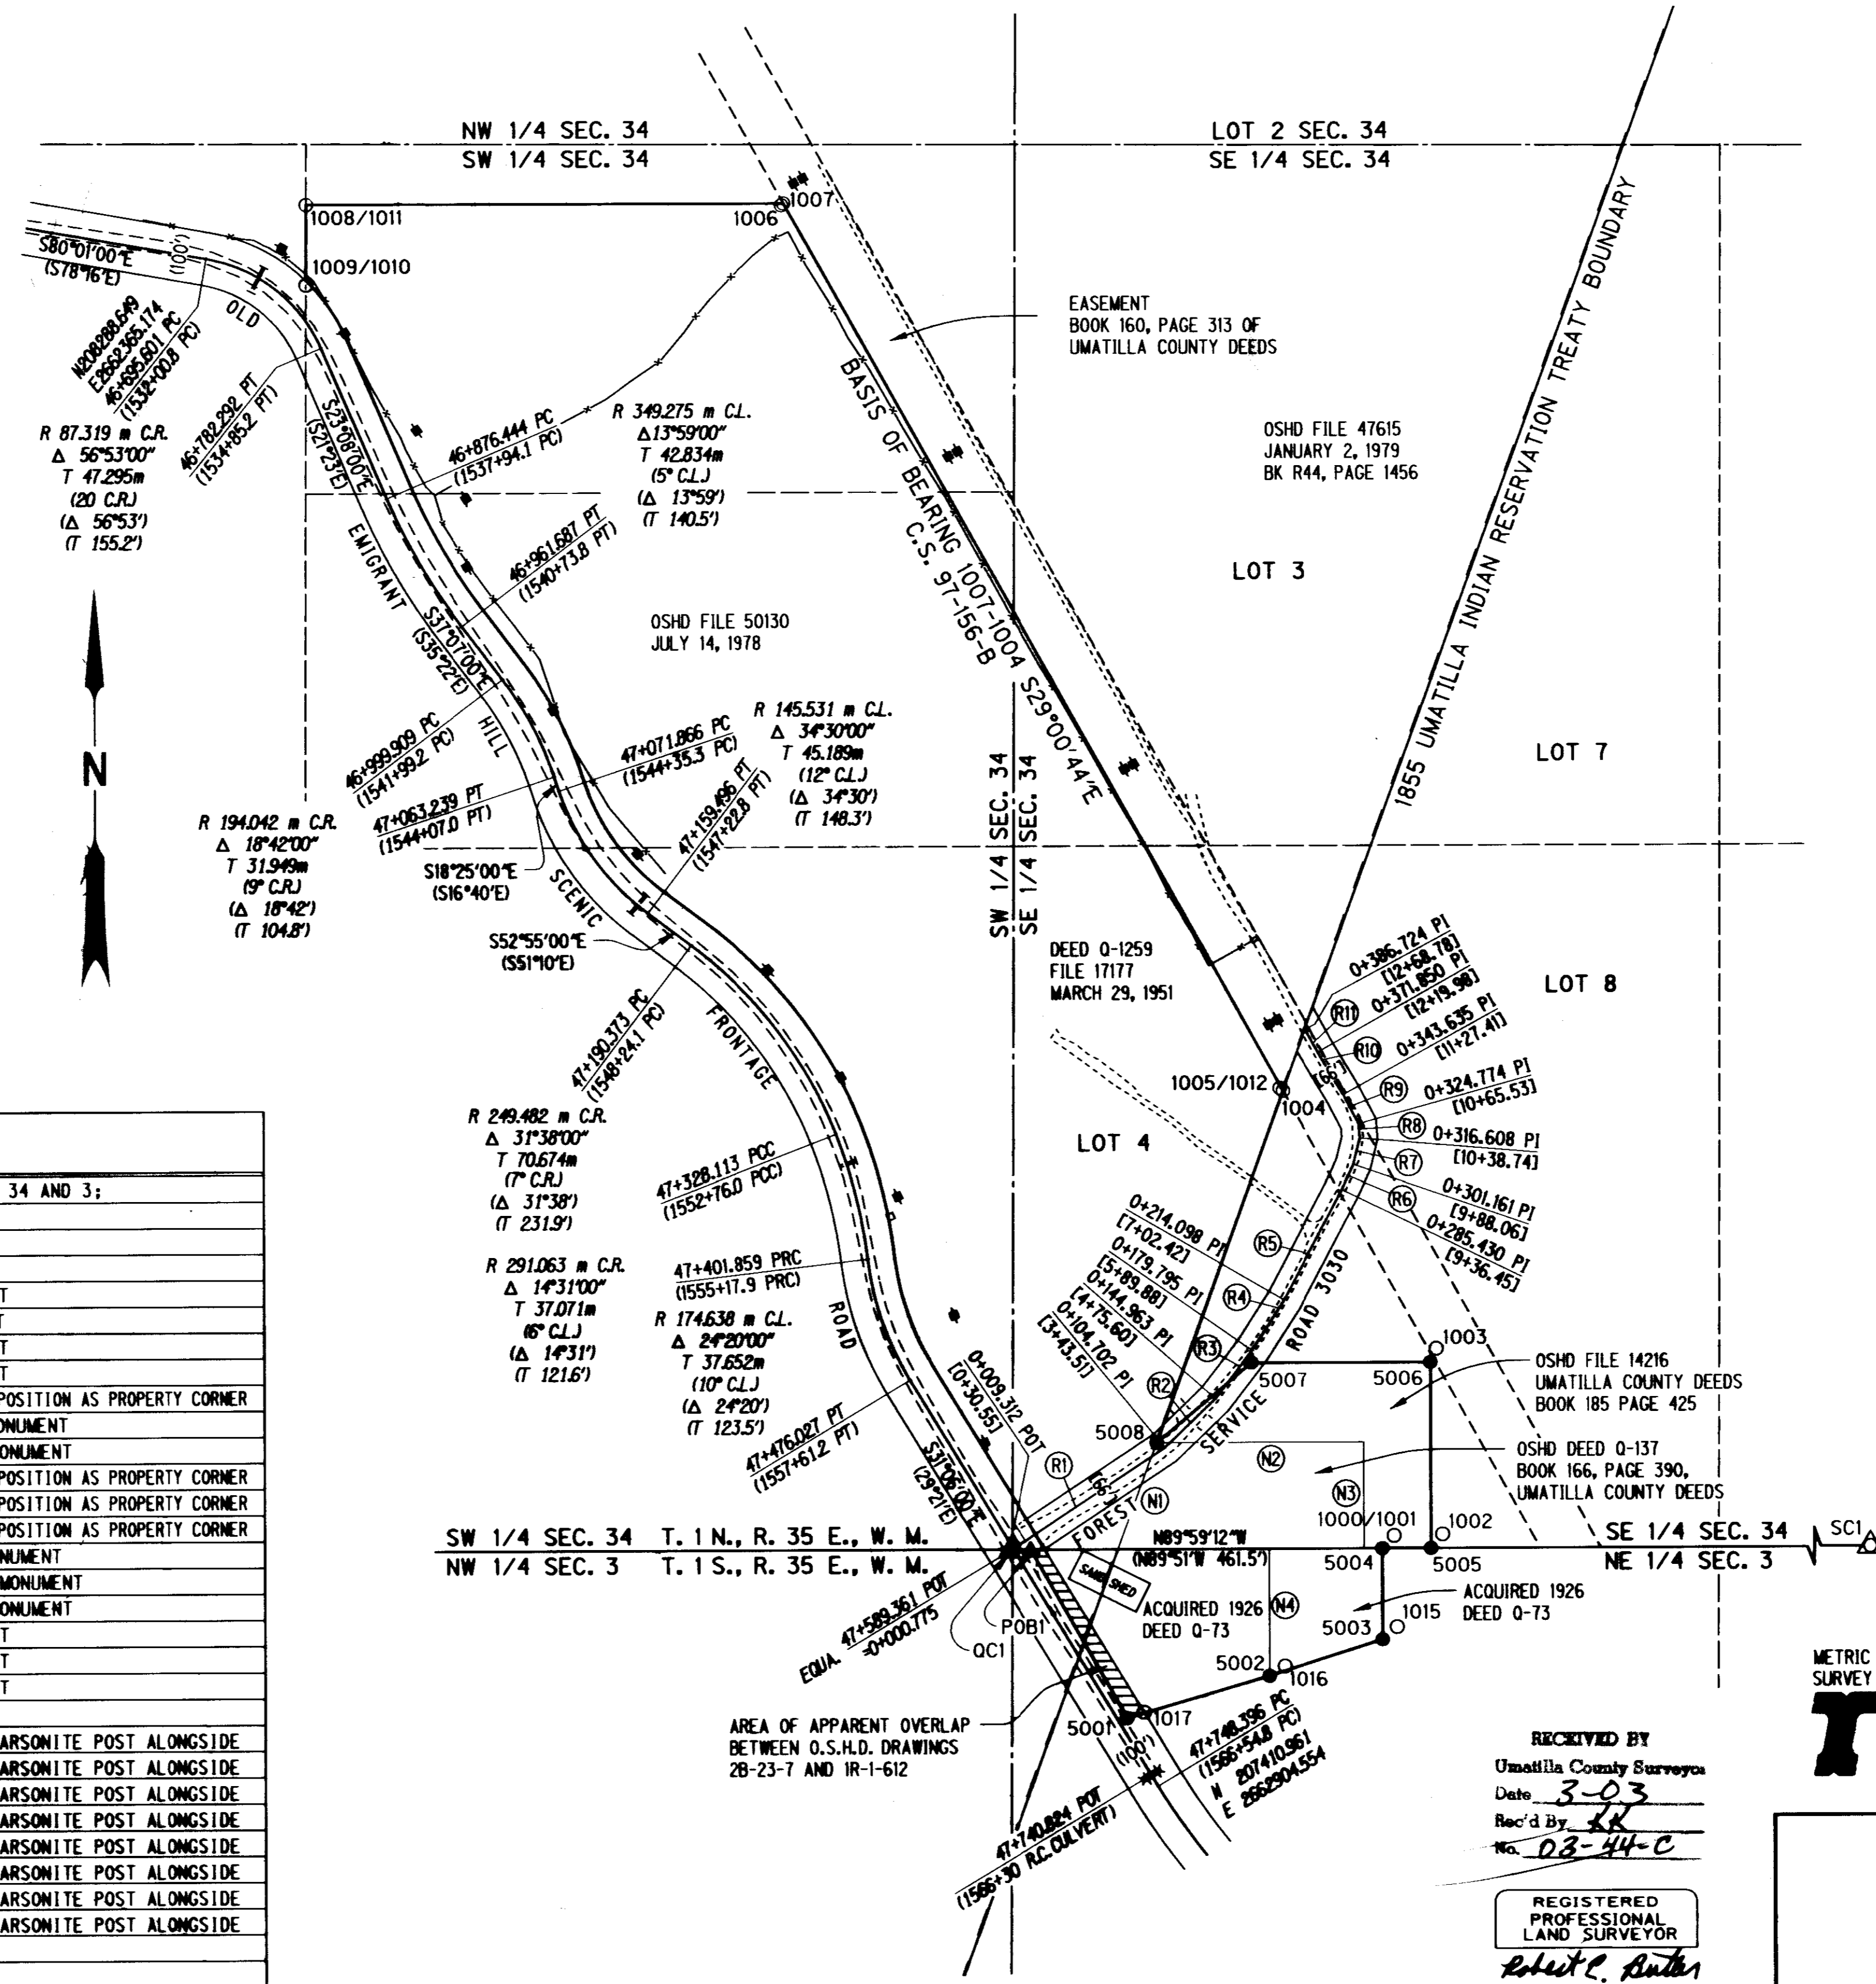 NW 1/4 SEC. 34
SW 1/4 SEC. 34
LOT 2 SEC. 34
SE 1/4 SEC. 34
1008/1011
1006
1007
1009/1010
S80°01'00"E
(S78°16'E)
(100')
OLD
N208288.649
E2662365.174
46+695.601 PC
(1532+00.8 PC)
46+782.292 PT
(1534+85.2 PT)
R 87.319 m C.R.
Δ 56°53'00"
T 47.295m
(20 C.R.)
(Δ 56°53')
(T 155.2')
S23°08'00"E
(S21°23'E)
46+876.444 PC
(1537+94.1 PC)
R 349.275 m C.L.
Δ13°59'00"
T 42.834m
(5° C.L.)
(Δ 13°59')
(T 140.5')
EASEMENT
BOOK 160, PAGE 313 OF
UMATILLA COUNTY DEEDS
BASIS OF BEARING 1007-1004 S29°00'44"E
C.S. 97-156-B
OSHD FILE 47615
JANUARY 2, 1979
BK R44, PAGE 1456
1855 UMATILLA INDIAN RESERVATION TREATY BOUNDARY
EMIGRANT
46+961.687 PT
(1540+73.8 PT)
LOT 3
S37°07'00"E
(S35°22'E)
OSHD FILE 50130
JULY 14, 1978
N
HILL
46+999.909 PC
(1541+99.2 PC)
47+071.866 PC
(1544+35.3 PC)
R 145.531 m C.L.
Δ 34°30'00"
T 45.189m
(12° C.L.)
(Δ 34°30')
(T 148.3')
LOT 7
47+063.239 PT
(1544+07.0 PT)
47+159.496 PT
(1547+22.8 PT)
R 194.042 m C.R.
Δ 18°42'00"
T 31.949m
(9° C.R.)
(Δ 18°42')
(T 104.8')
S18°25'00"E
(S16°40'E)
SCENIC
SW 1/4 SEC. 34
SE 1/4 SEC. 34
S52°55'00"E
(S51°10'E)
DEED Q-1259
FILE 17177
MARCH 29, 1951
0+386.724 PI
[12+68.78]
0+371.850 PI
[12+19.98]
0+343.635 PI
[11+27.41]
0+324.774 PI
[10+65.53]
0+316.608 PI
[10+38.74]
0+301.161 PI
[9+88.06]
0+285.430 PI
[9+36.45]
R11
R10
R9
R8
R7
R6
[66']
LOT 8
47+190.373 PC
(1548+24.1 PC)
FRONTAGE
1005/1012
1004
LOT 4
R 249.482 m C.R.
Δ 31°38'00"
T 70.674m
(7° C.R.)
(Δ 31°38')
(T 231.9')
47+328.113 PCC
(1552+76.0 PCC)
R 291.063 m C.R.
Δ 14°31'00"
T 37.071m
(6° C.L.)
(Δ 14°31')
(T 121.6')
47+401.859 PRC
(1555+17.9 PRC)
R 174.638 m C.L.
Δ 24°20'00"
T 37.652m
(10° C.L.)
(Δ 24°20')
(T 123.5')
ROAD
0+214.098 PI
[7+02.42]
0+179.795 PI
[5+89.88]
0+144.963 PI
[4+75.60]
0+104.702 PI
[3+43.51]
R5
R4
R3
R2
ROAD 3030
1003
5007
5006
OSHD FILE 14216
UMATILLA COUNTY DEEDS
BOOK 185 PAGE 425
0+009.312 POT
[0+30.55]
47+476.027 PT
(1557+61.2 PT)
S31°06'00"E
(29°21'E)
5008
SERVICE
R1
[66']
FOREST
N1
N2
N3
OSHD DEED Q-137
BOOK 166, PAGE 390,
UMATILLA COUNTY DEEDS
1000/1001
1002
SW 1/4 SEC. 34 T. 1 N., R. 35 E., W. M.
NW 1/4 SEC. 3 T. 1 S., R. 35 E., W. M.
N89°59'12"W
(N89°51'W 461.5')
SE 1/4 SEC. 34
NE 1/4 SEC. 3
SC1
5004
5005
SAND SHED
ACQUIRED 1926
DEED Q-73
N4
ACQUIRED 1926
DEED Q-73
1015
5003
47+589.361 POT
EQUA. =0+000.775
POB1
QC1
5002
1016
5001
1017
(100')
AREA OF APPARENT OVERLAP
BETWEEN O.S.H.D. DRAWINGS
2B-23-7 AND 1R-1-612
47+748.396 PC
(1566+54.8 PC)
N 207410.961
E 2662904.554
47+740.824 POT
(1566+30 R.C. CULVERT)
METRIC
SURVEY
RECEIVED BY
Umatilla County Surveyor
Date 3-03
Rec'd By KK
No. 03-44-C
REGISTERED
PROFESSIONAL
LAND SURVEYOR
Robert C. Butler
34 AND 3;
T
T
T
T
POSITION AS PROPERTY CORNER
ONUMENT
ONUMENT
POSITION AS PROPERTY CORNER
POSITION AS PROPERTY CORNER
POSITION AS PROPERTY CORNER
NUMENT
MONUMENT
ONUMENT
T
T
T
ARSONITE POST ALONGSIDE
ARSONITE POST ALONGSIDE
ARSONITE POST ALONGSIDE
ARSONITE POST ALONGSIDE
ARSONITE POST ALONGSIDE
ARSONITE POST ALONGSIDE
ARSONITE POST ALONGSIDE
ARSONITE POST ALONGSIDE